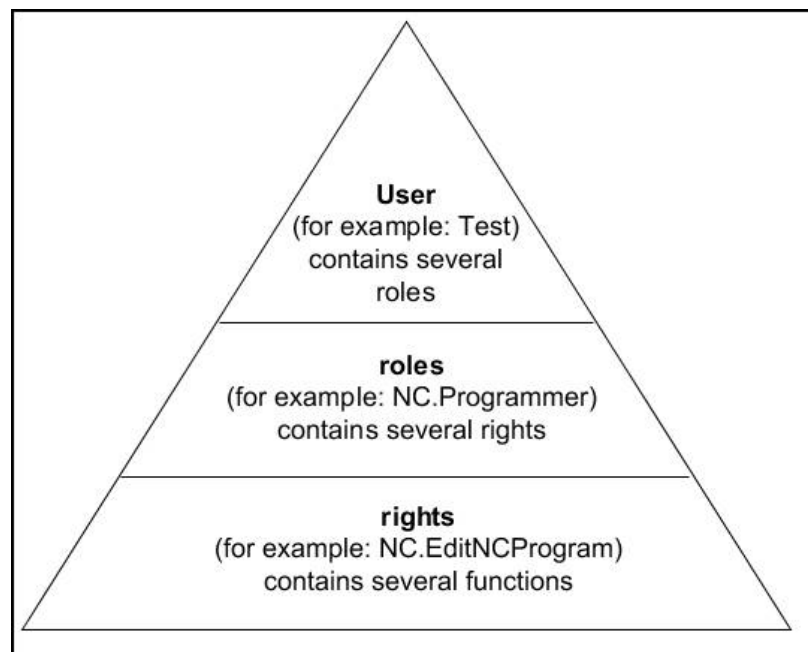 User
(for example: Test)
contains several
roles
roles
(for example: NC.Programmer)
contains several rights
rights
(for example: NC.EditNCProgram)
contains several functions